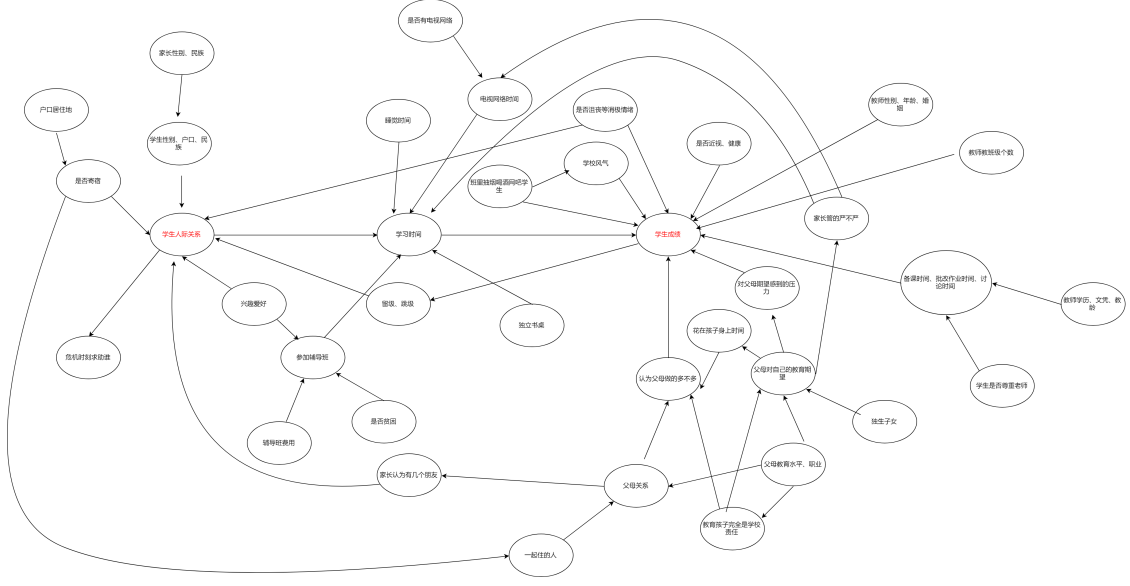 是否有电视网络
家长性别、民族
电视网络时间
户口居住地
睡觉时间
是否沮丧等消极情绪
教师性别、年龄、婚
姻
学生性别、户口、民
族
是否近视、健康
教师教班级个数
学校风气
是否寄宿
班里抽烟喝酒网吧学
生
家长管的严不严
学生人际关系
学习时间
学生成绩
备课时间、批改作业时间、讨
论时间
对父母期望感到的压
力
兴趣爱好
留级、跳级
教师学历、文凭、教
龄
独立书桌
花在孩子身上时间
危机时刻求助谁
参加辅导班
认为父母做的多不多
父母对自己的教育期
望
学生是否尊重老师
是否贫困
独生子女
辅导班费用
家长认为有几个朋友
父母教育水平、职业
父母关系
教育孩子完全是学校
责任
一起住的人